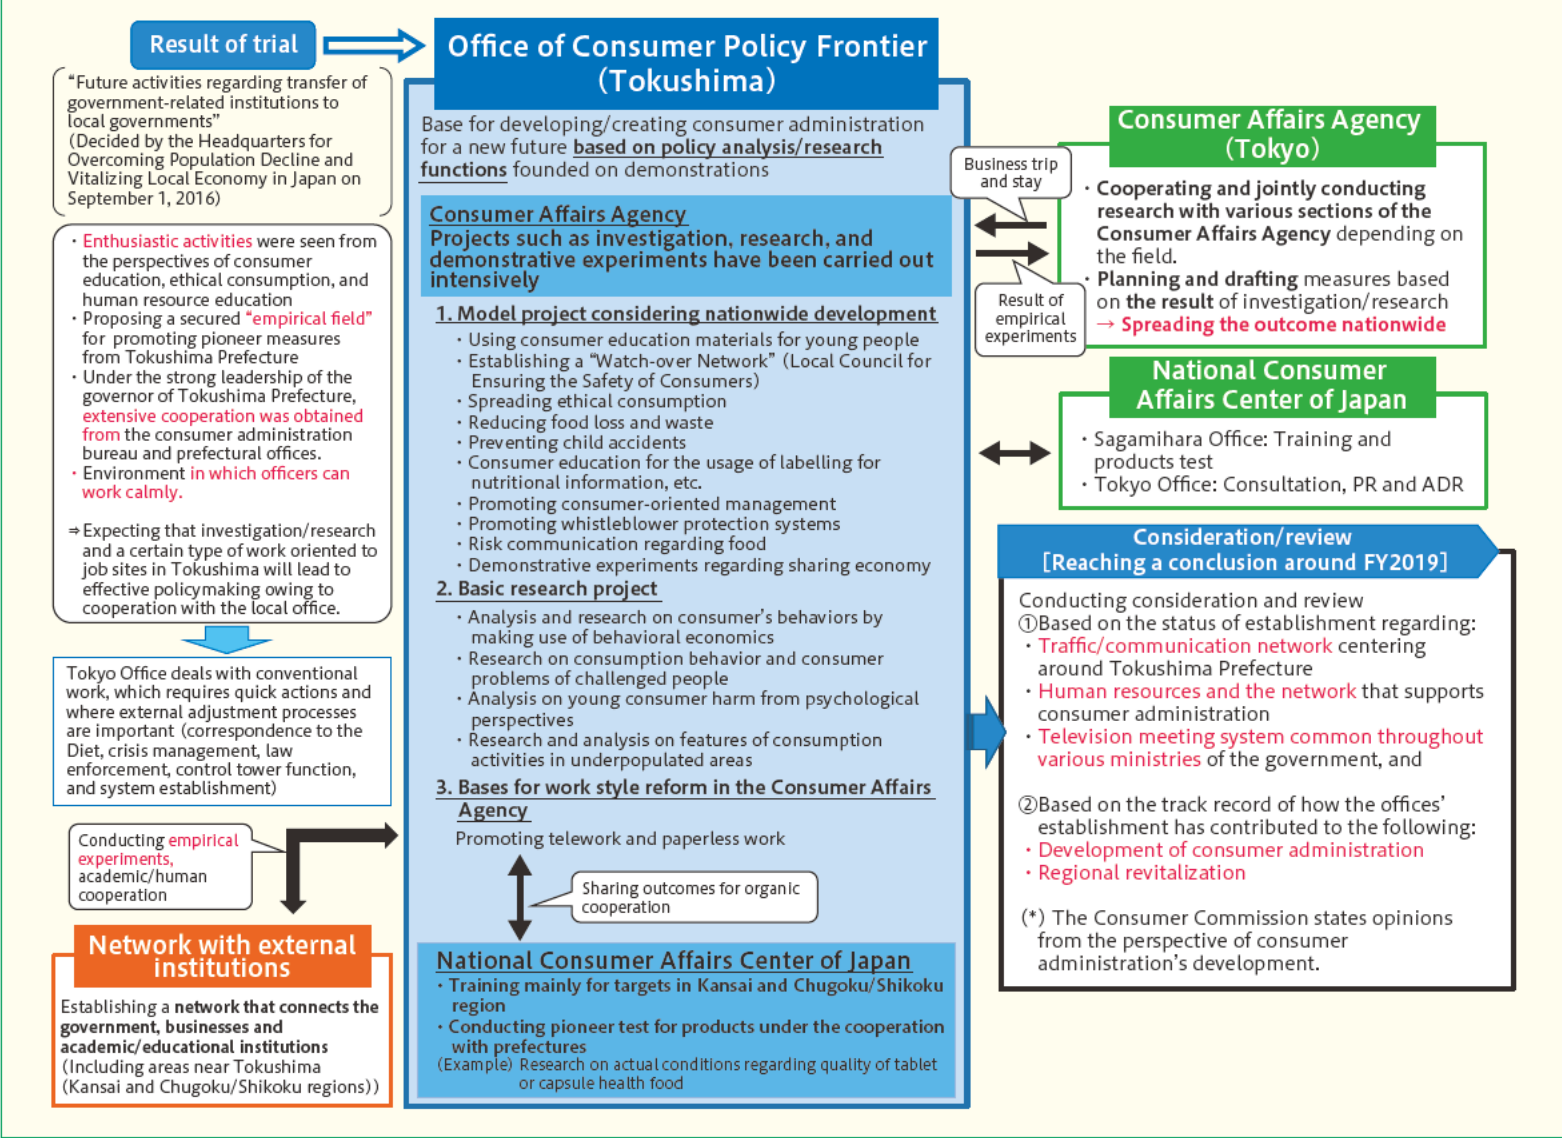 Result of trial
“Future activities regarding transfer of
government-related institutions to
local governments”
(Decided by the Headquarters for
Overcoming Population Decline and
Vitalizing Local Economy in Japan on
September 1, 2016)
・Enthusiastic activities were seen from
the perspectives of consumer
education, ethical consumption, and
human resource education
・Proposing a secured “empirical field”
for promoting pioneer measures
from Tokushima Prefecture
・Under the strong leadership of the
governor of Tokushima Prefecture,
extensive cooperation was obtained
from the consumer administration
bureau and prefectural offices.
・Environment in which officers can
work calmly.
⇒Expecting that investigation/research
and a certain type of work oriented to
job sites in Tokushima will lead to
effective policymaking owing to
cooperation with the local office.
Tokyo Office deals with conventional
work, which requires quick actions and
where external adjustment processes
are important (correspondence to the
Diet, crisis management, law
enforcement, control tower function,
and system establishment)
Conducting empirical
experiments,
academic/human
cooperation
Network with external
institutions
Establishing a network that connects the
government, businesses and
academic/educational institutions
(Including areas near Tokushima
(Kansai and Chugoku/Shikoku regions))
Office of Consumer Policy Frontier
(Tokushima)
Base for developing/creating consumer administration
for a new future based on policy analysis/research
functions founded on demonstrations
Consumer Affairs Agency
Projects such as investigation, research, and
demonstrative experiments have been carried out
intensively
1. Model project considering nationwide development
・Using consumer education materials for young people
・Establishing a “Watch-over Network” (Local Council for
Ensuring the Safety of Consumers)
・Spreading ethical consumption
・Reducing food loss and waste
・Preventing child accidents
・Consumer education for the usage of labelling for
nutritional information, etc.
・Promoting consumer-oriented management
・Promoting whistleblower protection systems
・Risk communication regarding food
・Demonstrative experiments regarding sharing economy
2. Basic research project
・Analysis and research on consumer’s behaviors by
making use of behavioral economics
・Research on consumption behavior and consumer
problems of challenged people
・Analysis on young consumer harm from psychological
perspectives
・Research and analysis on features of consumption
activities in underpopulated areas
3. Bases for work style reform in the Consumer Affairs
Agency
Promoting telework and paperless work
Sharing outcomes for organic
cooperation
National Consumer Affairs Center of Japan
・Training mainly for targets in Kansai and Chugoku/Shikoku
region
・Conducting pioneer test for products under the cooperation
with prefectures
(Example) Research on actual conditions regarding quality of tablet
or capsule health food
Business trip
and stay
Result of
empirical
experiments
Consumer Affairs Agency
(Tokyo)
・Cooperating and jointly conducting
research with various sections of the
Consumer Affairs Agency depending on
the field.
・Planning and drafting measures based
on the result of investigation/research
→ Spreading the outcome nationwide
National Consumer
Affairs Center of Japan
・Sagamihara Office: Training and
products test
・Tokyo Office: Consultation, PR and ADR
Consideration/review
[Reaching a conclusion around FY2019]
Conducting consideration and review
①Based on the status of establishment regarding:
・Traffic/communication network centering
around Tokushima Prefecture
・Human resources and the network that supports
consumer administration
・Television meeting system common throughout
various ministries of the government, and
②Based on the track record of how the offices’
establishment has contributed to the following:
・Development of consumer administration
・Regional revitalization
(*) The Consumer Commission states opinions
from the perspective of consumer
administration’s development.